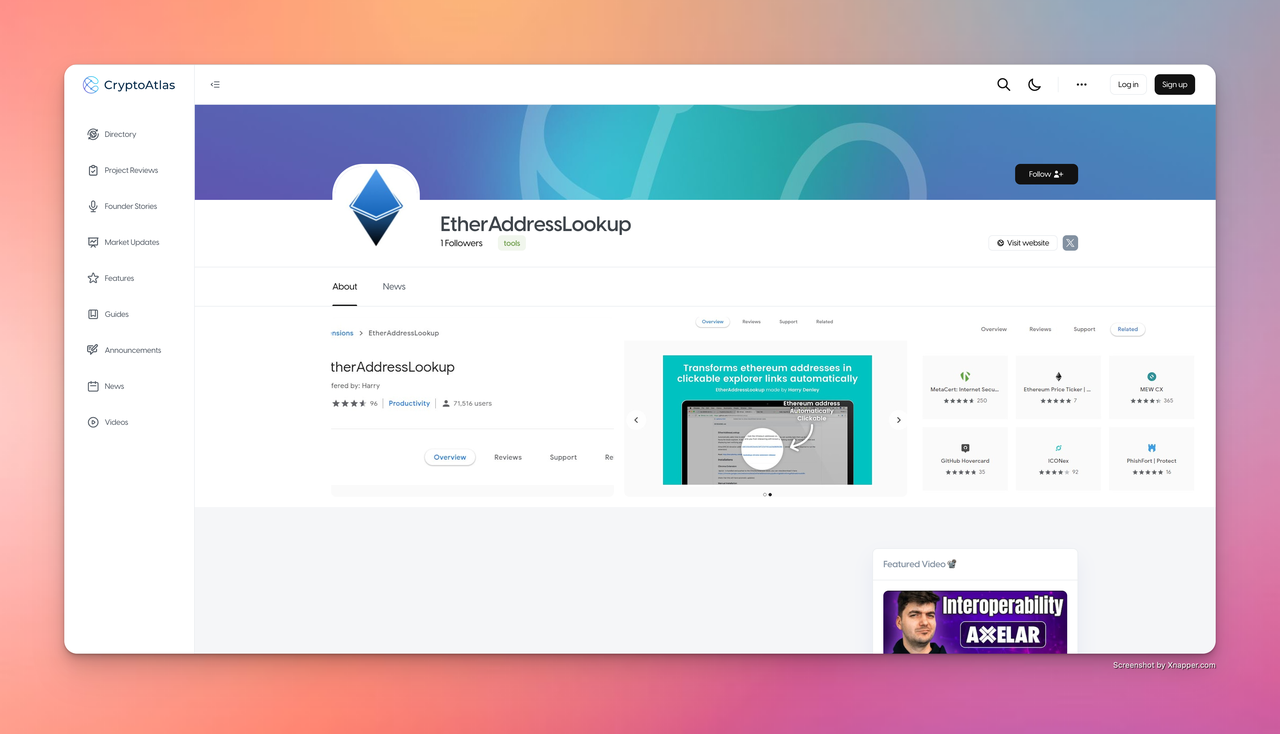 CryptoAtlas
Log in
Sign up
Directory
Project Reviews
Founder Stories
Market Updates
Features
Guides
Announcements
News
Videos
Follow
EtherAddressLookup
1 Followers
tools
Visit website
About
News
nsions > EtherAddressLookup
therAddressLookup
fered by: Harry
96
Productivity
71,516 users
Overview
Reviews
Support
Re
Overview
Reviews
Support
Related
Transforms ethereum addresses in
clickable explorer links automatically
EtherAddressLookup made by Harry Denley
Ethereum address
Automatically
Clickable
Overview
Reviews
Support
Related
MetaCert: Internet Secu...
250
Ethereum Price Ticker | ...
7
MEW CX
365
GitHub Hovercard
35
ICONex
92
PhishFort | Protect
16
Featured Video
Interoperability
AXELAR
Screenshot by Xnapper.com